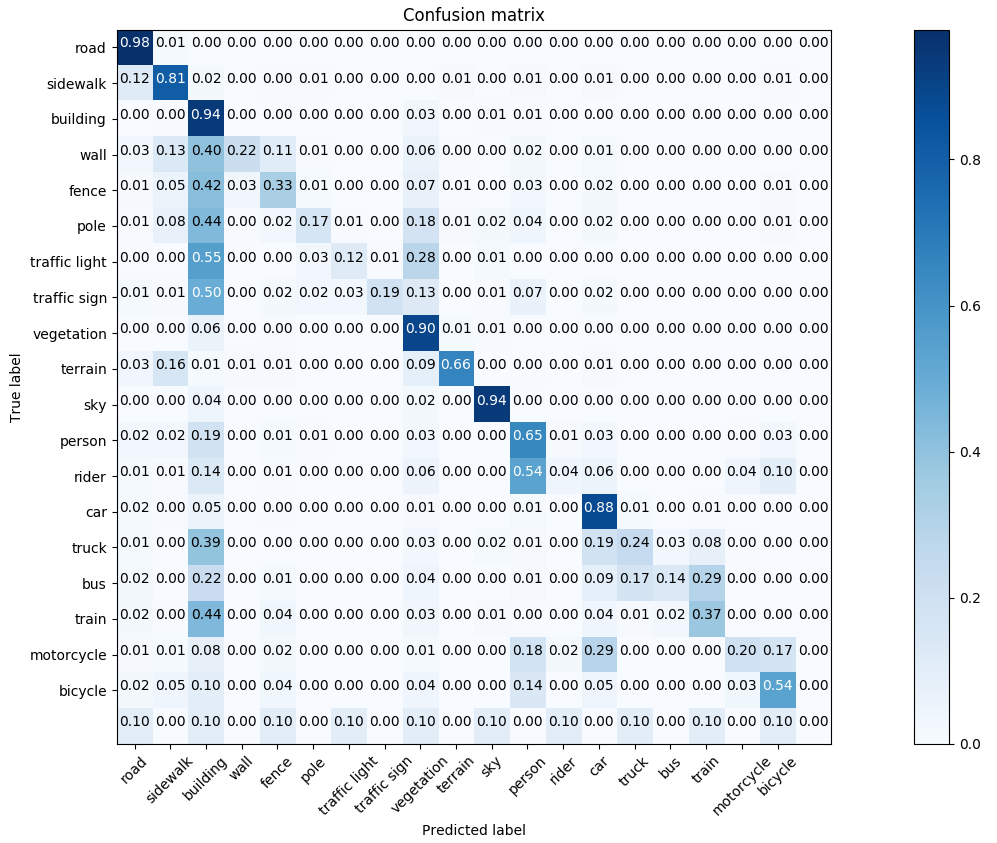 Confusion matrix
road 0.98 0.01 0.00 0.00 0.00 0.00 0.00 0.00 0.00 0.00 0.00 0.00 0.00 0.00 0.00 0.00 0.00 0.00 0.00 0.00
sidewalk 0.12 0.81 0.02 0.00 0.00 0.01 0.00 0.00 0.00 0.01 0.00 0.01 0.00 0.01 0.00 0.00 0.00 0.00 0.01 0.00
building 0.00 0.00 0.94 0.00 0.00 0.00 0.00 0.00 0.03 0.00 0.01 0.01 0.00 0.00 0.00 0.00 0.00 0.00 0.00 0.00
wall 0.03 0.13 0.40 0.22 0.11 0.01 0.00 0.00 0.06 0.00 0.00 0.02 0.00 0.01 0.00 0.00 0.00 0.00 0.00 0.00
fence 0.01 0.05 0.42 0.03 0.33 0.01 0.00 0.00 0.07 0.01 0.00 0.03 0.00 0.02 0.00 0.00 0.00 0.00 0.01 0.00
pole 0.01 0.08 0.44 0.00 0.02 0.17 0.01 0.00 0.18 0.01 0.02 0.04 0.00 0.02 0.00 0.00 0.00 0.00 0.01 0.00
traffic light 0.00 0.00 0.55 0.00 0.00 0.03 0.12 0.01 0.28 0.00 0.01 0.00 0.00 0.00 0.00 0.00 0.00 0.00 0.00 0.00
traffic sign 0.01 0.01 0.50 0.00 0.02 0.02 0.03 0.19 0.13 0.00 0.01 0.07 0.00 0.02 0.00 0.00 0.00 0.00 0.00 0.00
vegetation 0.00 0.00 0.06 0.00 0.00 0.00 0.00 0.00 0.90 0.01 0.01 0.00 0.00 0.00 0.00 0.00 0.00 0.00 0.00 0.00
terrain 0.03 0.16 0.01 0.01 0.01 0.00 0.00 0.00 0.09 0.66 0.00 0.00 0.00 0.01 0.00 0.00 0.00 0.00 0.00 0.00
sky 0.00 0.00 0.04 0.00 0.00 0.00 0.00 0.00 0.02 0.00 0.94 0.00 0.00 0.00 0.00 0.00 0.00 0.00 0.00 0.00
person 0.02 0.02 0.19 0.00 0.01 0.01 0.00 0.00 0.03 0.00 0.00 0.65 0.01 0.03 0.00 0.00 0.00 0.00 0.03 0.00
rider 0.01 0.01 0.14 0.00 0.01 0.00 0.00 0.00 0.06 0.00 0.00 0.54 0.04 0.06 0.00 0.00 0.00 0.04 0.10 0.00
car 0.02 0.00 0.05 0.00 0.00 0.00 0.00 0.00 0.01 0.00 0.00 0.01 0.00 0.88 0.01 0.00 0.01 0.00 0.00 0.00
truck 0.01 0.00 0.39 0.00 0.00 0.00 0.00 0.00 0.03 0.00 0.02 0.01 0.00 0.19 0.24 0.03 0.08 0.00 0.00 0.00
bus 0.02 0.00 0.22 0.00 0.01 0.00 0.00 0.00 0.04 0.00 0.00 0.01 0.00 0.09 0.17 0.14 0.29 0.00 0.00 0.00
train 0.02 0.00 0.44 0.00 0.04 0.00 0.00 0.00 0.03 0.00 0.01 0.00 0.00 0.04 0.01 0.02 0.37 0.00 0.00 0.00
motorcycle 0.01 0.01 0.08 0.00 0.02 0.00 0.00 0.00 0.01 0.00 0.00 0.18 0.02 0.29 0.00 0.00 0.00 0.20 0.17 0.00
bicycle 0.02 0.05 0.10 0.00 0.04 0.00 0.00 0.00 0.04 0.00 0.00 0.14 0.00 0.05 0.00 0.00 0.00 0.03 0.54 0.00
0.10 0.00 0.10 0.00 0.10 0.00 0.10 0.00 0.10 0.00 0.10 0.00 0.10 0.00 0.10 0.00 0.10 0.00 0.10 0.00
road sidewalk building wall fence pole traffic light traffic sign vegetation terrain sky person rider car truck bus train motorcycle bicycle
Predicted label
True label
0.8
0.6
0.4
0.2
0.0